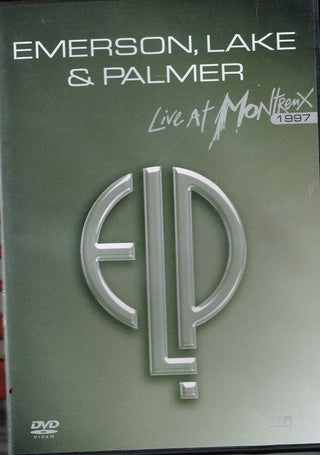 EMERSON, LAKE
& PALMER
Live At Montreux
1997
ELP
DVD
VIDEO